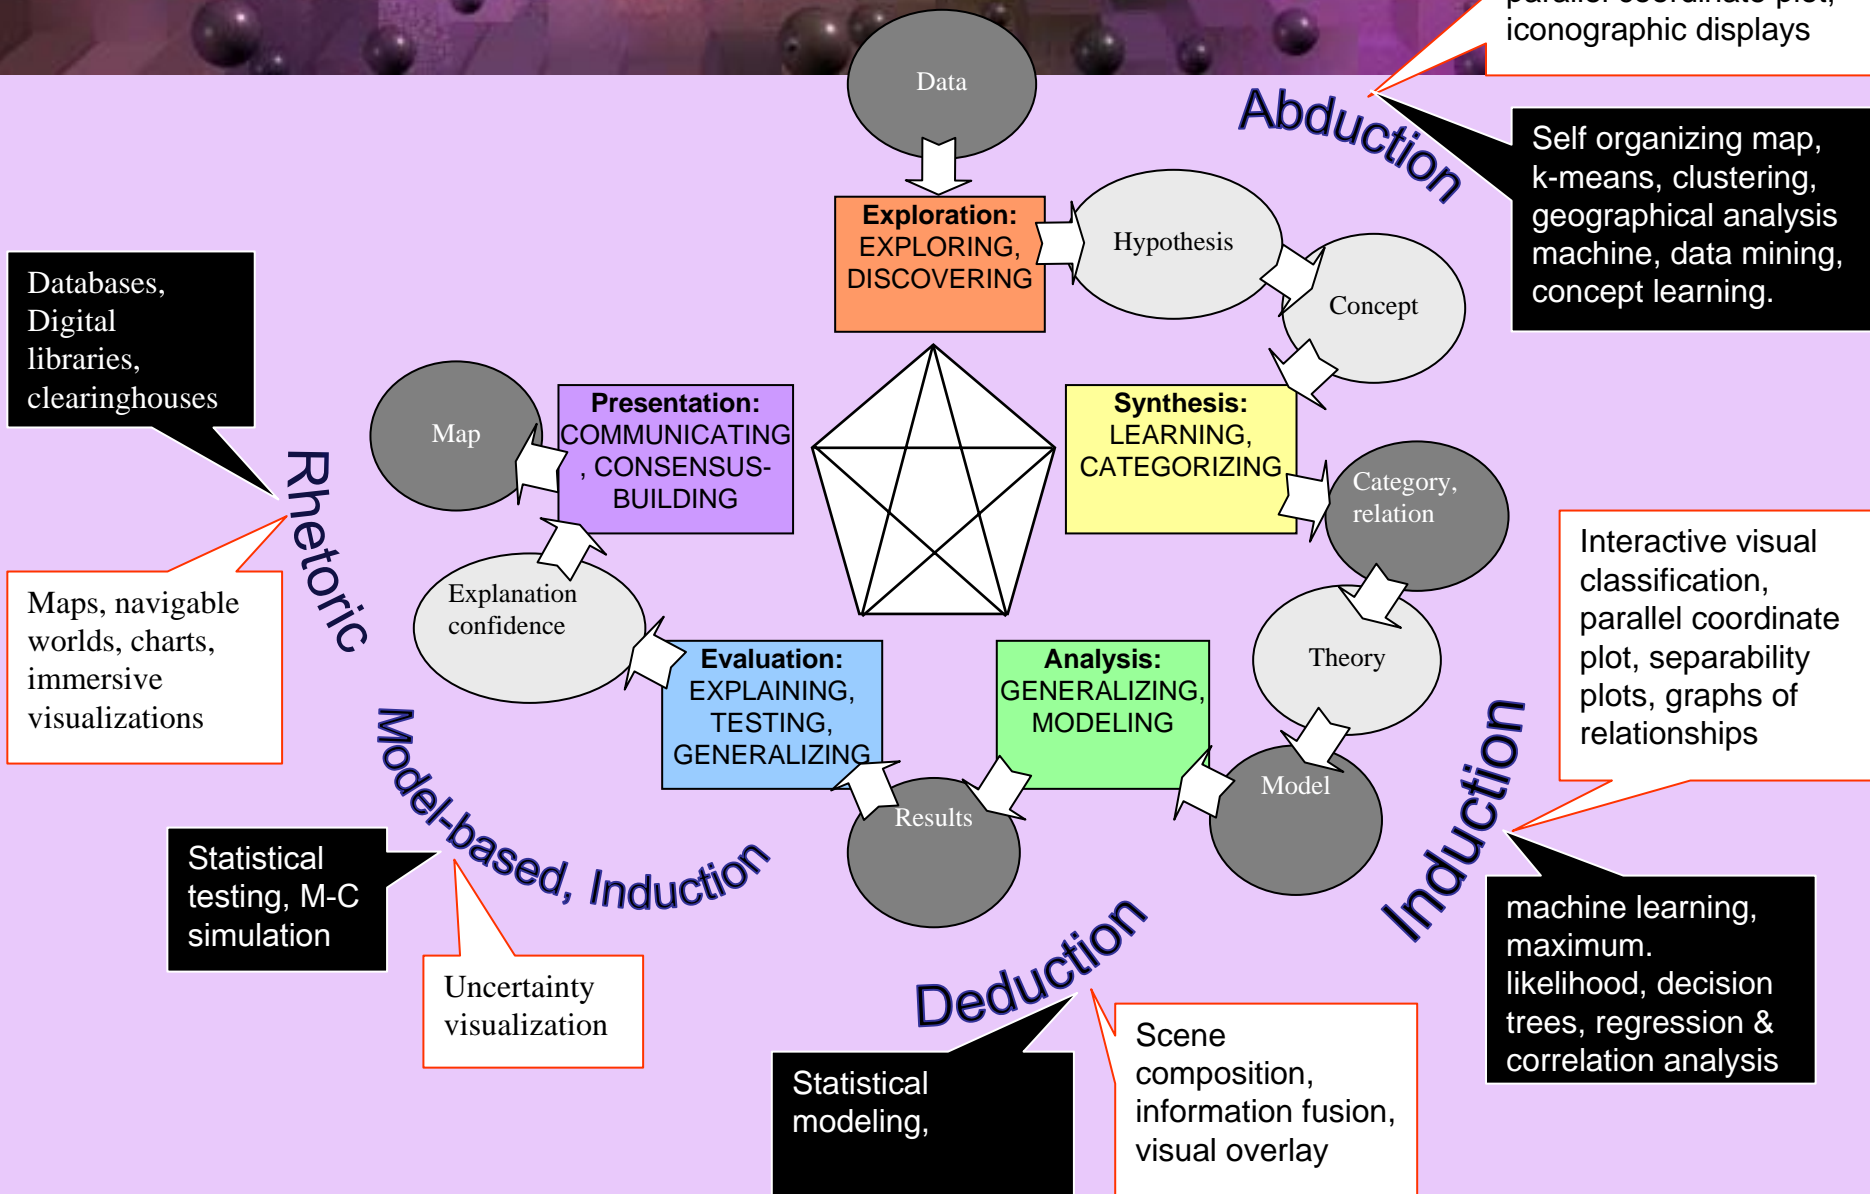 parallel coordinate plot,
iconographic displays
Data
Abduction
Self organizing map,
k-means, clustering,
geographical analysis
machine, data mining,
concept learning.
Exploration:
EXPLORING,
DISCOVERING
Hypothesis
Concept
Databases,
Digital
libraries,
clearinghouses
Map
Presentation:
COMMUNICATING
, CONSENSUS-
BUILDING
Synthesis:
LEARNING,
CATEGORIZING
Category,
relation
Rhetoric
Interactive visual
classification,
parallel coordinate
plot, separability
plots, graphs of
relationships
Maps, navigable
worlds, charts,
immersive
visualizations
Explanation
confidence
Evaluation:
EXPLAINING,
TESTING,
GENERALIZING
Analysis:
GENERALIZING,
MODELING
Theory
Model
Results
Induction
Model-based, Induction
Statistical
testing, M-C
simulation
Uncertainty
visualization
Deduction
Statistical
modeling,
Scene
composition,
information fusion,
visual overlay
machine learning,
maximum.
likelihood, decision
trees, regression &
correlation analysis